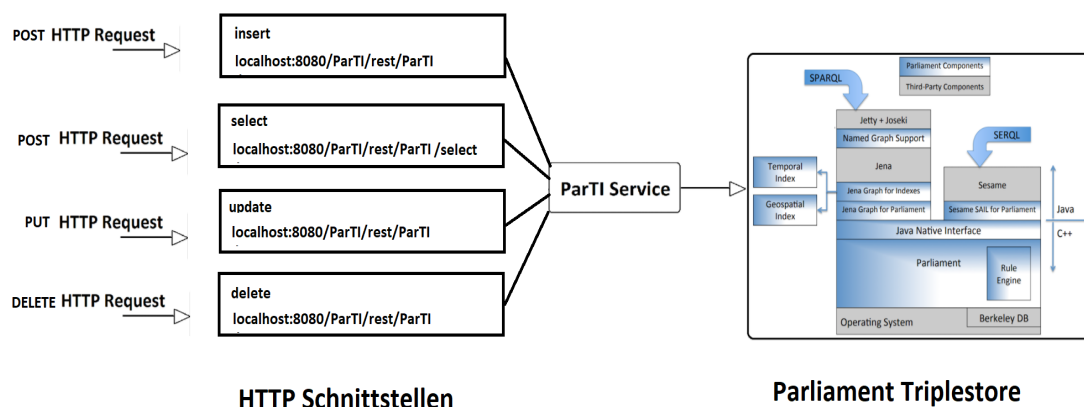 POST HTTP Request
insert
localhost:8080/ParTI/rest/ParTI
POST HTTP Request
select
localhost:8080/ParTI/rest/ParTI /select
PUT HTTP Request
update
localhost:8080/ParTI/rest/ParTI
DELETE HTTP Request
delete
localhost:8080/ParTI/rest/ParTI
HTTP Schnittstellen
ParTI Service
Parliament Components
Third-Party Components
SPARQL
Jetty + Joseki
Named Graph Support
SERQL
Temporal
Index
Jena
Sesame
Geospatial
Index
Jena Graph for Indexes
Jena Graph for Parliament
Sesame SAIL for Parliament
Java
C++
Java Native Interface
Parliament
Rule
Engine
Operating System
Berkeley DB
Parliament Triplestore